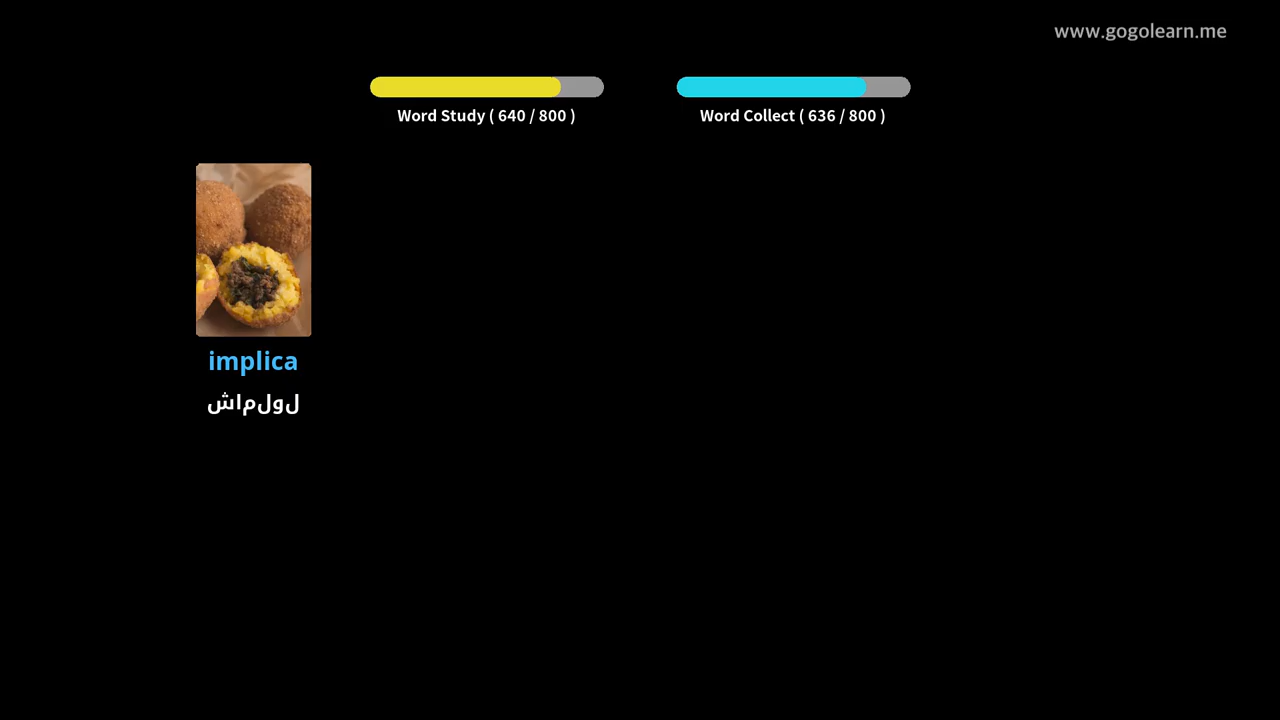 www.gogolearn.me
Word Study ( 640 / 800 )
Word Collect ( 636 / 800 )
implica
لولماش